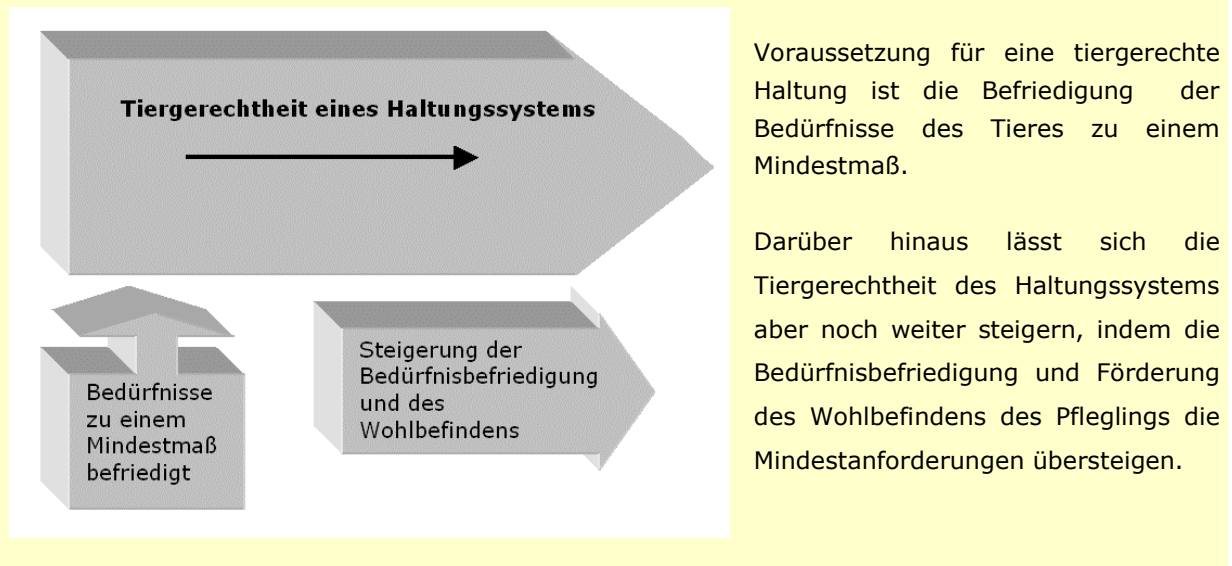 Tiergerechtheit eines Haltungssystems
Bedürfnisse
zu einem
Mindestmaß
befriedigt
Steigerung der
Bedürfnisbefriedigung
und des
Wohlbefindens
Voraussetzung für eine tiergerechte
Haltung ist die Befriedigung der
Bedürfnisse des Tieres zu einem
Mindestmaß.
Darüber hinaus lässt sich die
Tiergerechtheit des Haltungssystems
aber noch weiter steigern, indem die
Bedürfnisbefriedigung und Förderung
des Wohlbefindens des Pfleglings die
Mindestanforderungen übersteigen.